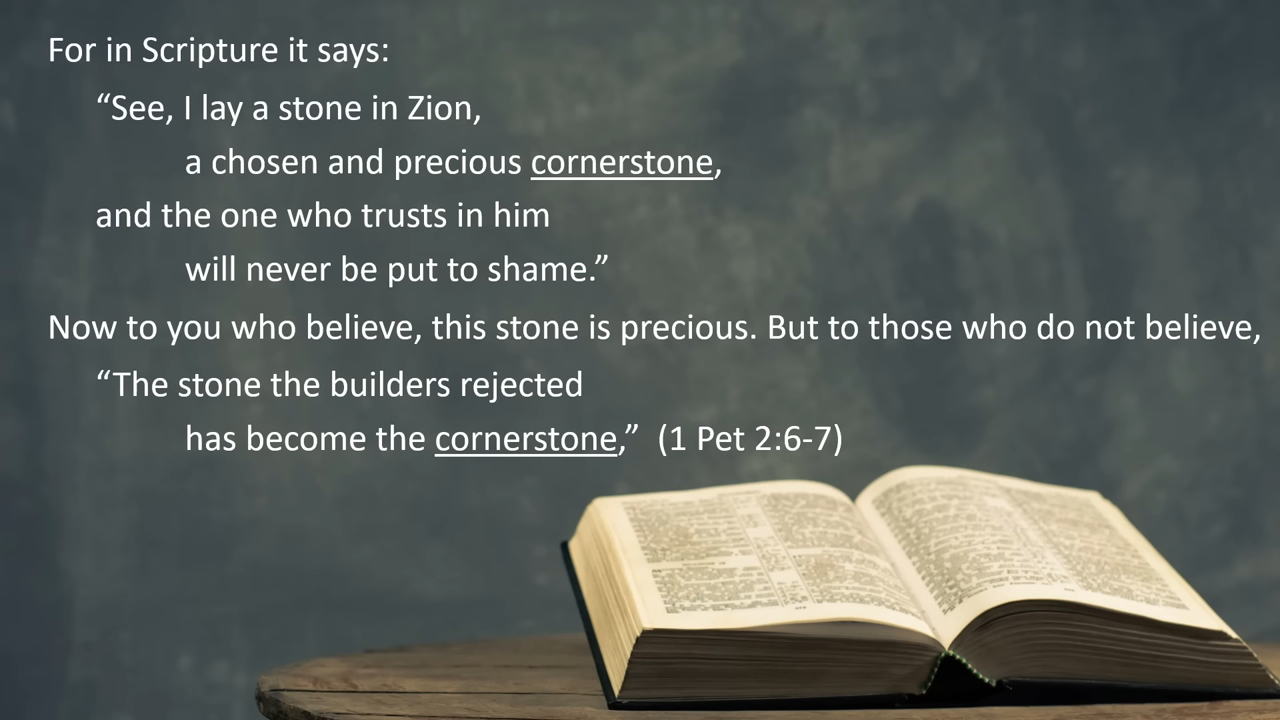 For in Scripture it says:
“See, I lay a stone in Zion,
a chosen and precious cornerstone,
and the one who trusts in him
will never be put to shame.”
Now to you who believe, this stone is precious. But to those who do not believe,
“The stone the builders rejected
has become the cornerstone,” (1 Pet 2:6-7)